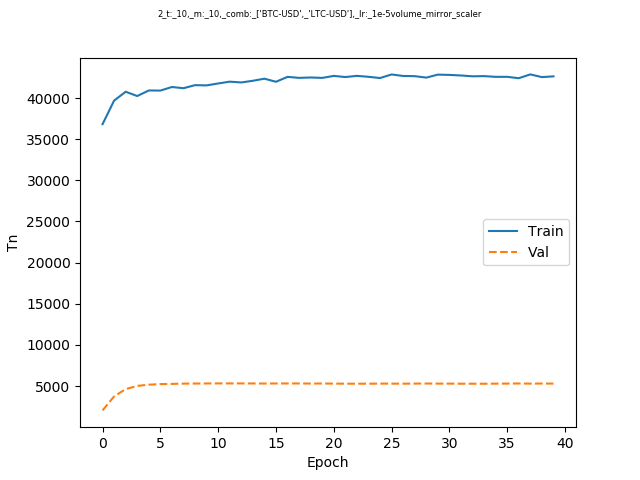 2_t:_10,_m:_10,_comb:_['BTC-USD',_'LTC-USD'],_lr:_1e-5volume_mirror_scaler
40000
35000
30000
25000
20000
15000
10000
5000
Tn
Train
Val
0 5 10 15 20 25 30 35 40
Epoch